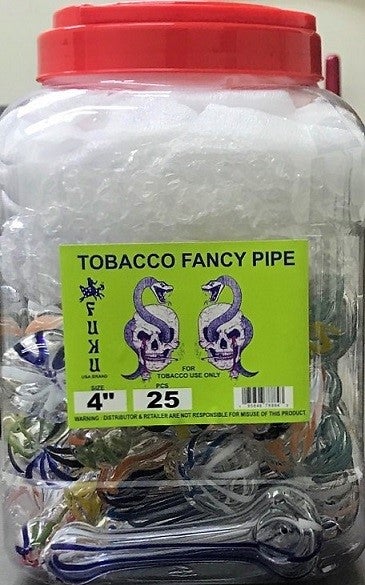 TOBACCO FANCY PIPE
FUKU
USA BRAND
FOR
TOBACCO USE ONLY
SIZE
4"
PCS
25
WARNING : DISTRIBUTOR & RETAILER ARE NOT RESPONSIBLE FOR MISUSE OF THIS PRODUCT